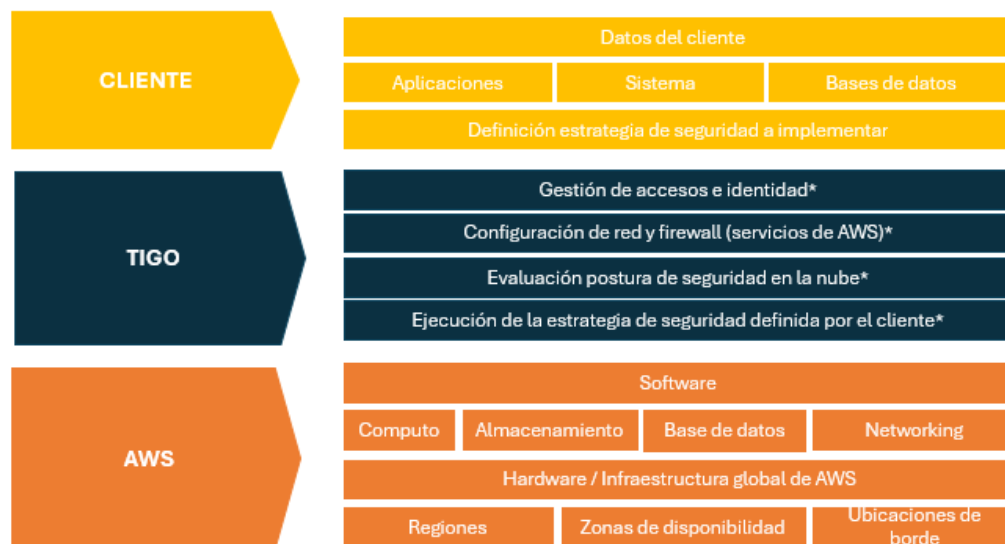 CLIENTE
Datos del cliente
Aplicaciones
Sistema
Bases de datos
Definición estrategia de seguridad a implementar
TIGO
Gestión de accesos e identidad*
Configuración de red y firewall (servicios de AWS)*
Evaluación postura de seguridad en la nube*
Ejecución de la estrategia de seguridad definida por el cliente*
AWS
Software
Computo
Almacenamiento
Base de datos
Networking
Hardware / Infraestructura global de AWS
Regiones
Zonas de disponibilidad
Ubicaciones de
borde